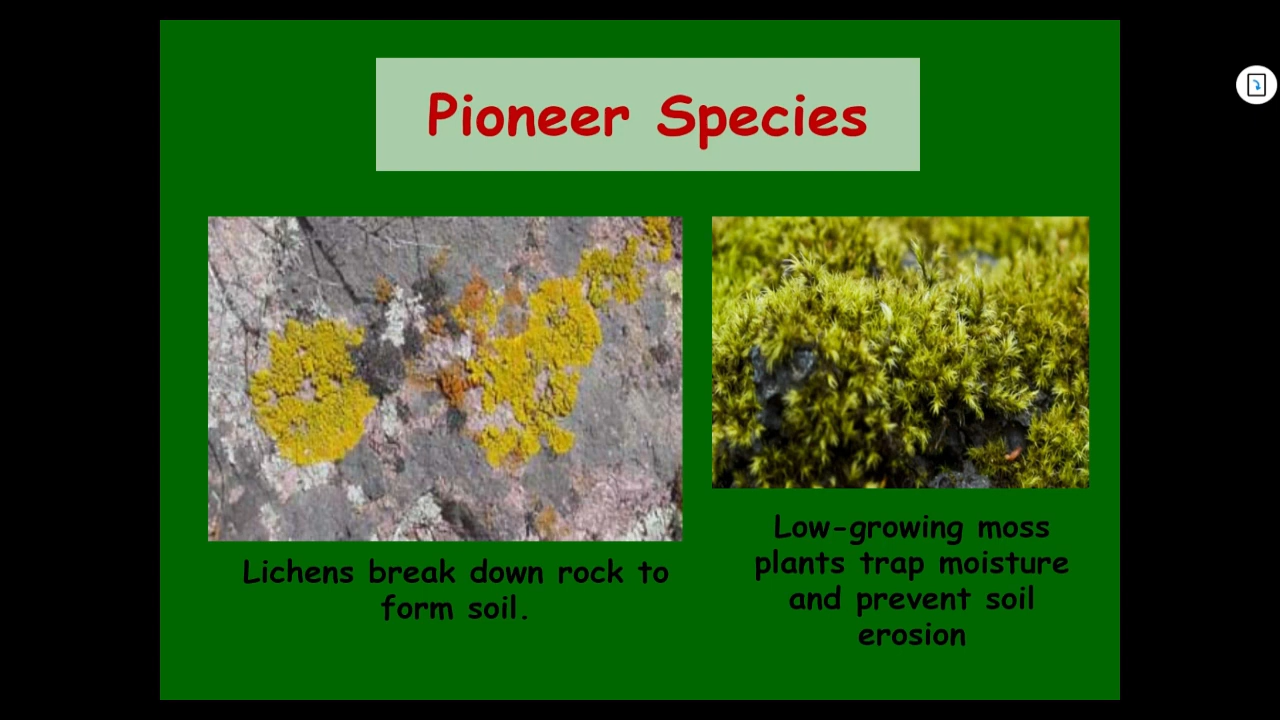 Pioneer Species
Lichens break down rock to
form soil.
Low-growing moss
plants trap moisture
and prevent soil
erosion